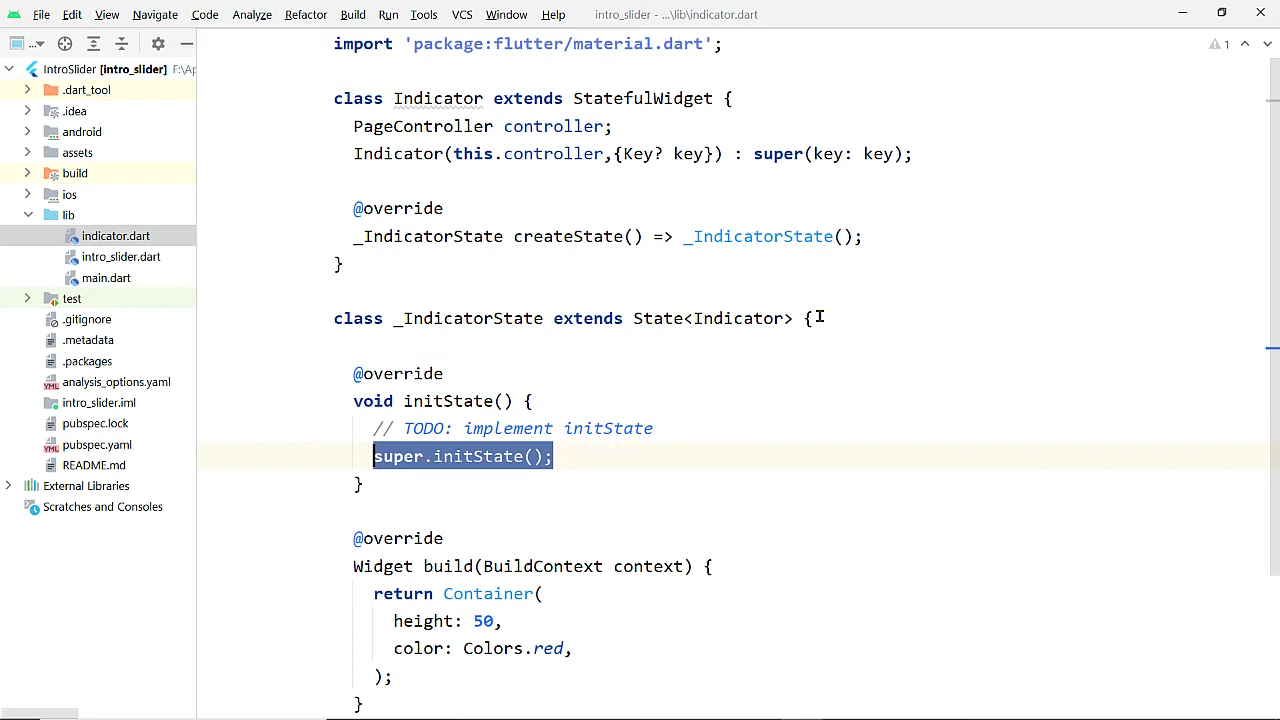 File Edit View Navigate Code Analyze Refactor Build Run Tools VCS Window Help intro_slider - ...\lib\indicator.dart
...
IntroSlider [intro_slider] F:\Ap
.dart_tool
.idea
android
assets
build
ios
lib
indicator.dart
intro_slider.dart
main.dart
test
.gitignore
.metadata
.packages
analysis_options.yaml
intro_slider.iml
pubspec.lock
pubspec.yaml
README.md
External Libraries
Scratches and Consoles
1
import 'package:flutter/material.dart';
class Indicator extends StatefulWidget {
PageController controller;
Indicator(this.controller,{Key? key}) : super(key: key);
@override
_IndicatorState createState() => _IndicatorState();
}
class _IndicatorState extends State<Indicator> {
@override
void initState() {
// TODO: implement initState
super.initState();
}
@override
Widget build(BuildContext context) {
return Container(
height: 50,
color: Colors.red,
);
}